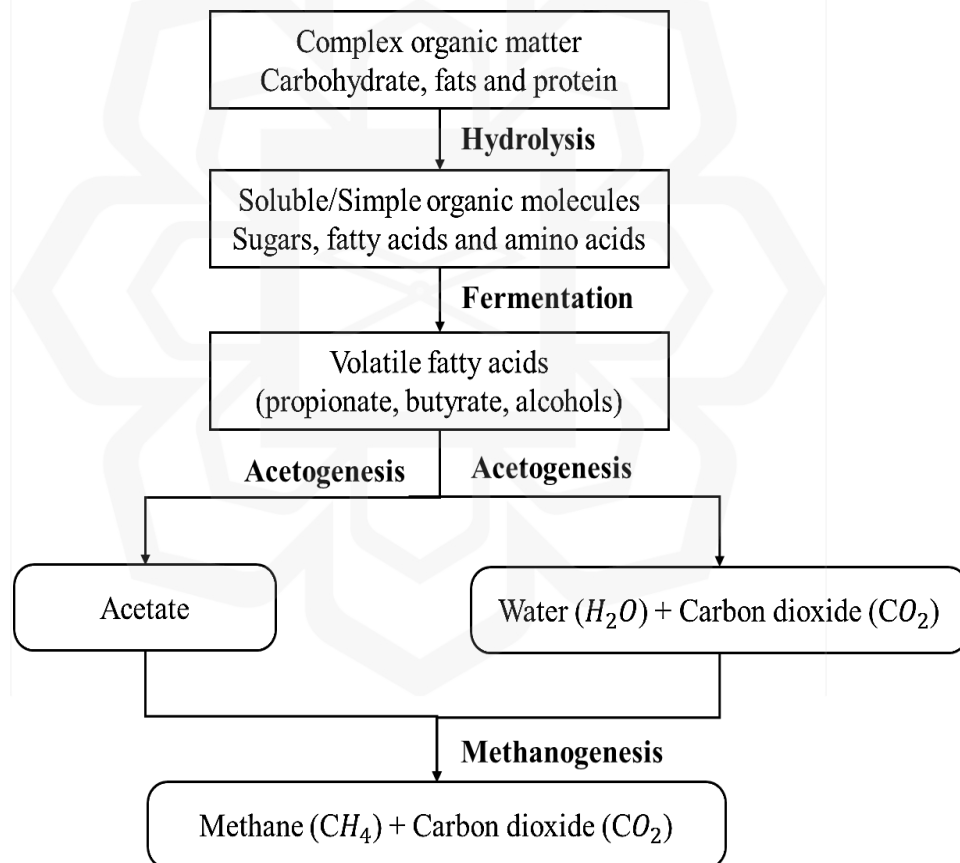 Complex organic matter
Carbohydrate, fats and protein
Hydrolysis
Soluble/Simple organic molecules
Sugars, fatty acids and amino acids
Fermentation
Volatile fatty acids
(propionate, butyrate, alcohols)
Acetogenesis
Acetogenesis
Acetate
Water (H₂O) + Carbon dioxide (CO₂)
Methanogenesis
Methane (CH₄) + Carbon dioxide (CO₂)